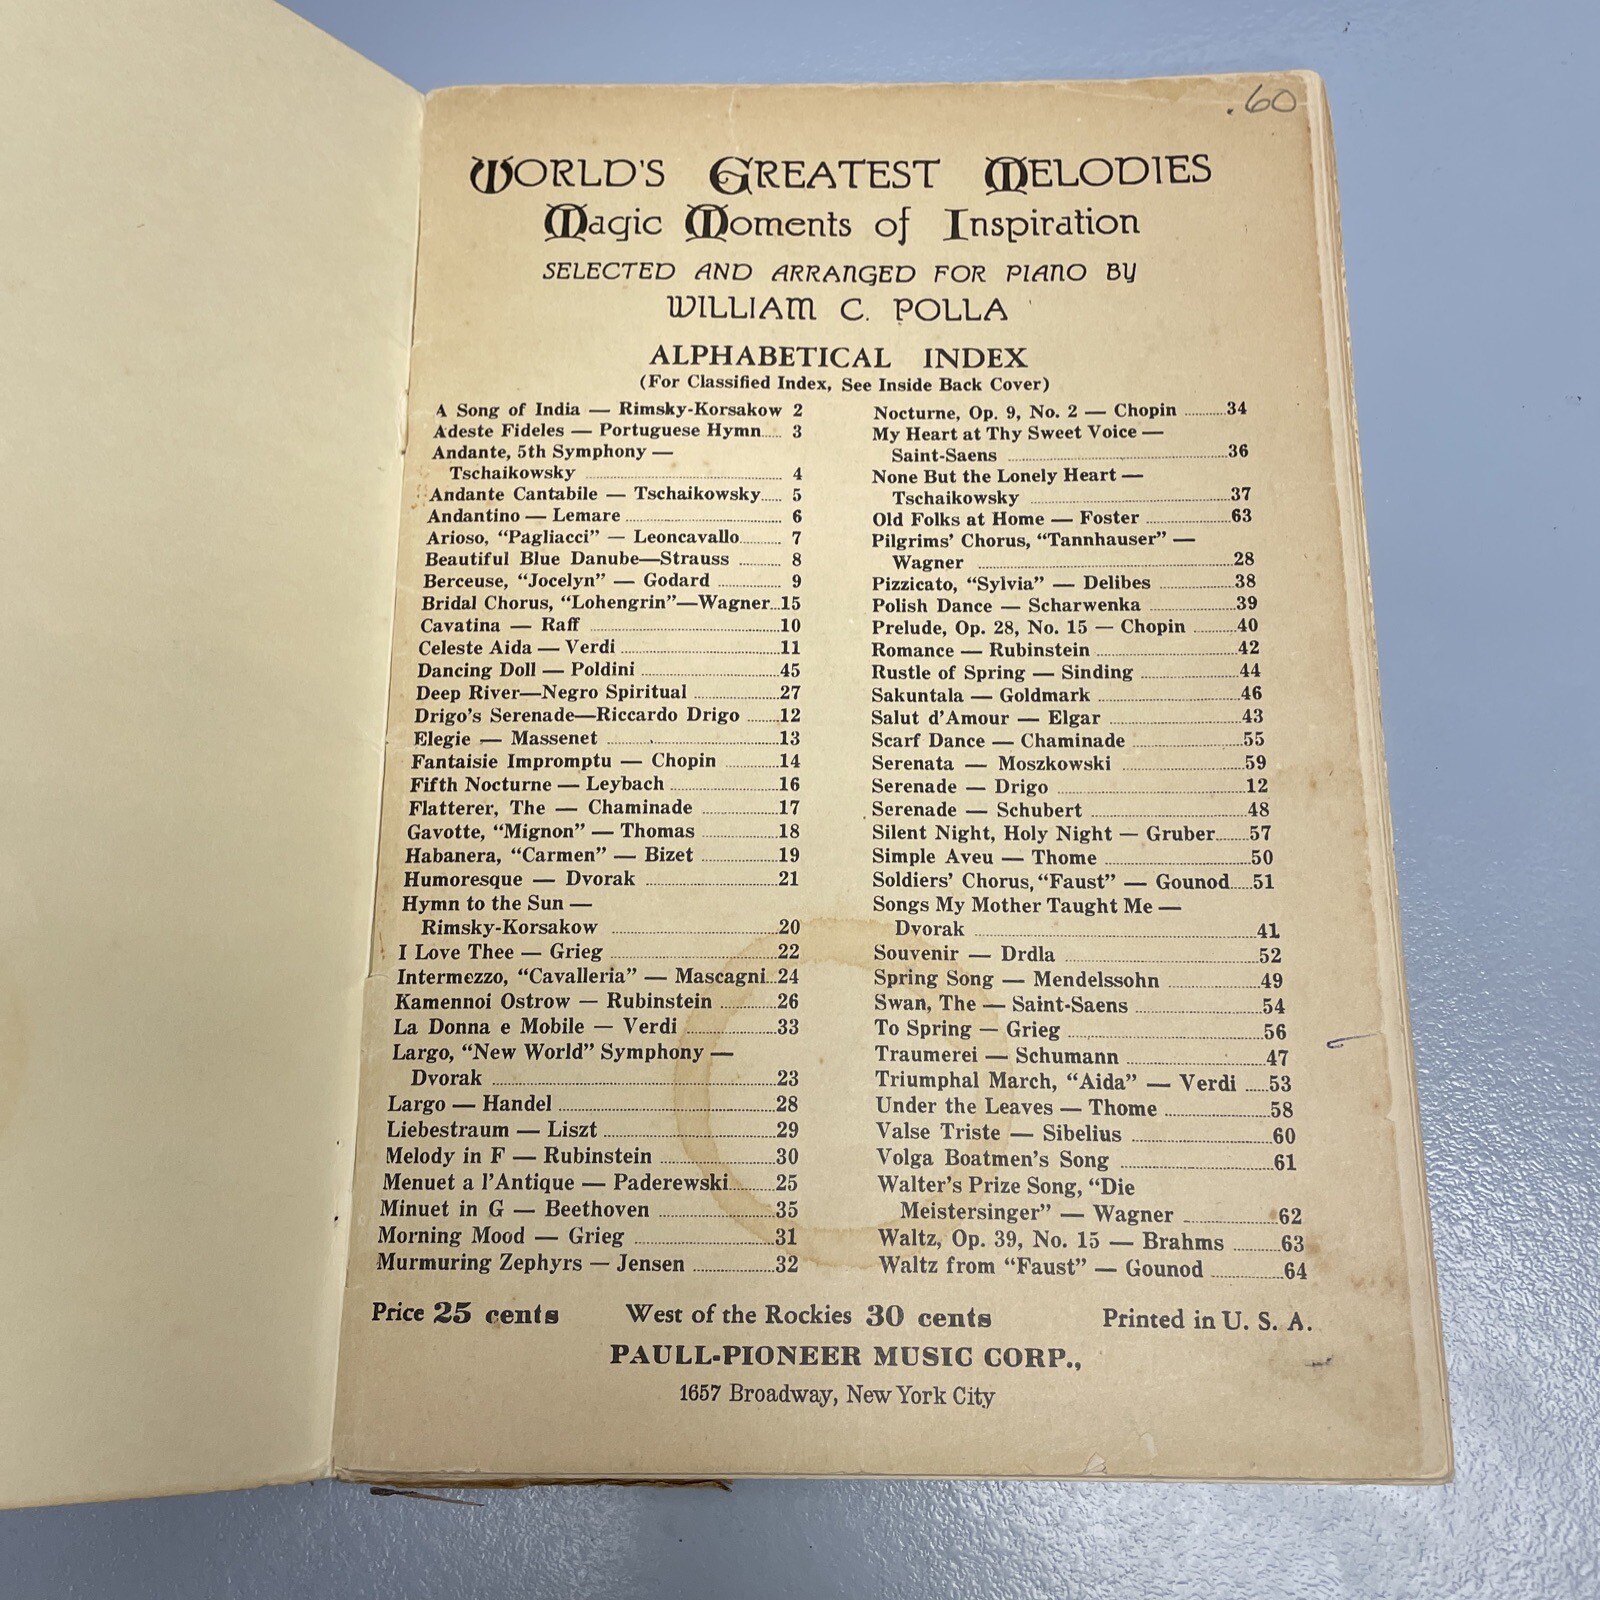 .60
WORLD'S GREATEST MELODIES
Magic Moments of Inspiration
SELECTED AND ARRANGED FOR PIANO BY
WILLIAM C. POLLA
ALPHABETICAL INDEX
(For Classified Index, See Inside Back Cover)
A Song of India — Rimsky-Korsakow 2
Adeste Fideles — Portuguese Hymn..... 3
Andante, 5th Symphony —
Tschaikowsky ..... 4
Andante Cantabile — Tschaikowsky..... 5
Andantino — Lemare ..... 6
Arioso, “Pagliacci” — Leoncavallo..... 7
Beautiful Blue Danube—Strauss ..... 8
Berceuse, “Jocelyn” — Godard ..... 9
Bridal Chorus, “Lohengrin”—Wagner...15
Cavatina — Raff .....10
Celeste Aida — Verdi .....11
Dancing Doll — Poldini .....45
Deep River—Negro Spiritual .....27
Drigo's Serenade—Riccardo Drigo .....12
Elegie — Massenet .....13
Fantaisie Impromptu — Chopin .....14
Fifth Nocturne — Leybach .....16
Flatterer, The — Chaminade .....17
Gavotte, “Mignon” — Thomas .....18
Habanera, “Carmen” — Bizet .....19
Humoresque — Dvorak .....21
Hymn to the Sun —
Rimsky-Korsakow .....20
I Love Thee — Grieg .....22
Intermezzo, “Cavalleria” — Mascagni...24
Kamennoi Ostrow — Rubinstein .....26
La Donna e Mobile — Verdi .....33
Largo, “New World” Symphony —
Dvorak .....23
Largo — Handel .....28
Liebestraum — Liszt .....29
Melody in F — Rubinstein .....30
Menuet a l'Antique — Paderewski.....25
Minuet in G — Beethoven .....35
Morning Mood — Grieg .....31
Murmuring Zephyrs — Jensen .....32
Nocturne, Op. 9, No. 2 — Chopin .....34
My Heart at Thy Sweet Voice —
Saint-Saens .....36
None But the Lonely Heart —
Tschaikowsky .....37
Old Folks at Home — Foster .....63
Pilgrims' Chorus, “Tannhauser” —
Wagner .....28
Pizzicato, “Sylvia” — Delibes .....38
Polish Dance — Scharwenka .....39
Prelude, Op. 28, No. 15 — Chopin .....40
Romance — Rubinstein .....42
Rustle of Spring — Sinding .....44
Sakuntala — Goldmark .....46
Salut d'Amour — Elgar .....43
Scarf Dance — Chaminade .....55
Serenata — Moszkowski .....59
Serenade — Drigo .....12
Serenade — Schubert .....48
Silent Night, Holy Night — Gruber.....57
Simple Aveu — Thome .....50
Soldiers' Chorus, “Faust” — Gounod.....51
Songs My Mother Taught Me —
Dvorak .....41
Souvenir — Drdla .....52
Spring Song — Mendelssohn .....49
Swan, The — Saint-Saens .....54
To Spring — Grieg .....56
Traumerei — Schumann .....47
Triumphal March, “Aida” — Verdi .....53
Under the Leaves — Thome .....58
Valse Triste — Sibelius .....60
Volga Boatmen's Song .....61
Walter's Prize Song, “Die
Meistersinger” — Wagner .....62
Waltz, Op. 39, No. 15 — Brahms .....63
Waltz from “Faust” — Gounod .....64
Price 25 cents West of the Rockies 30 cents Printed in U. S. A.
PAULL-PIONEER MUSIC CORP.,
1657 Broadway, New York City